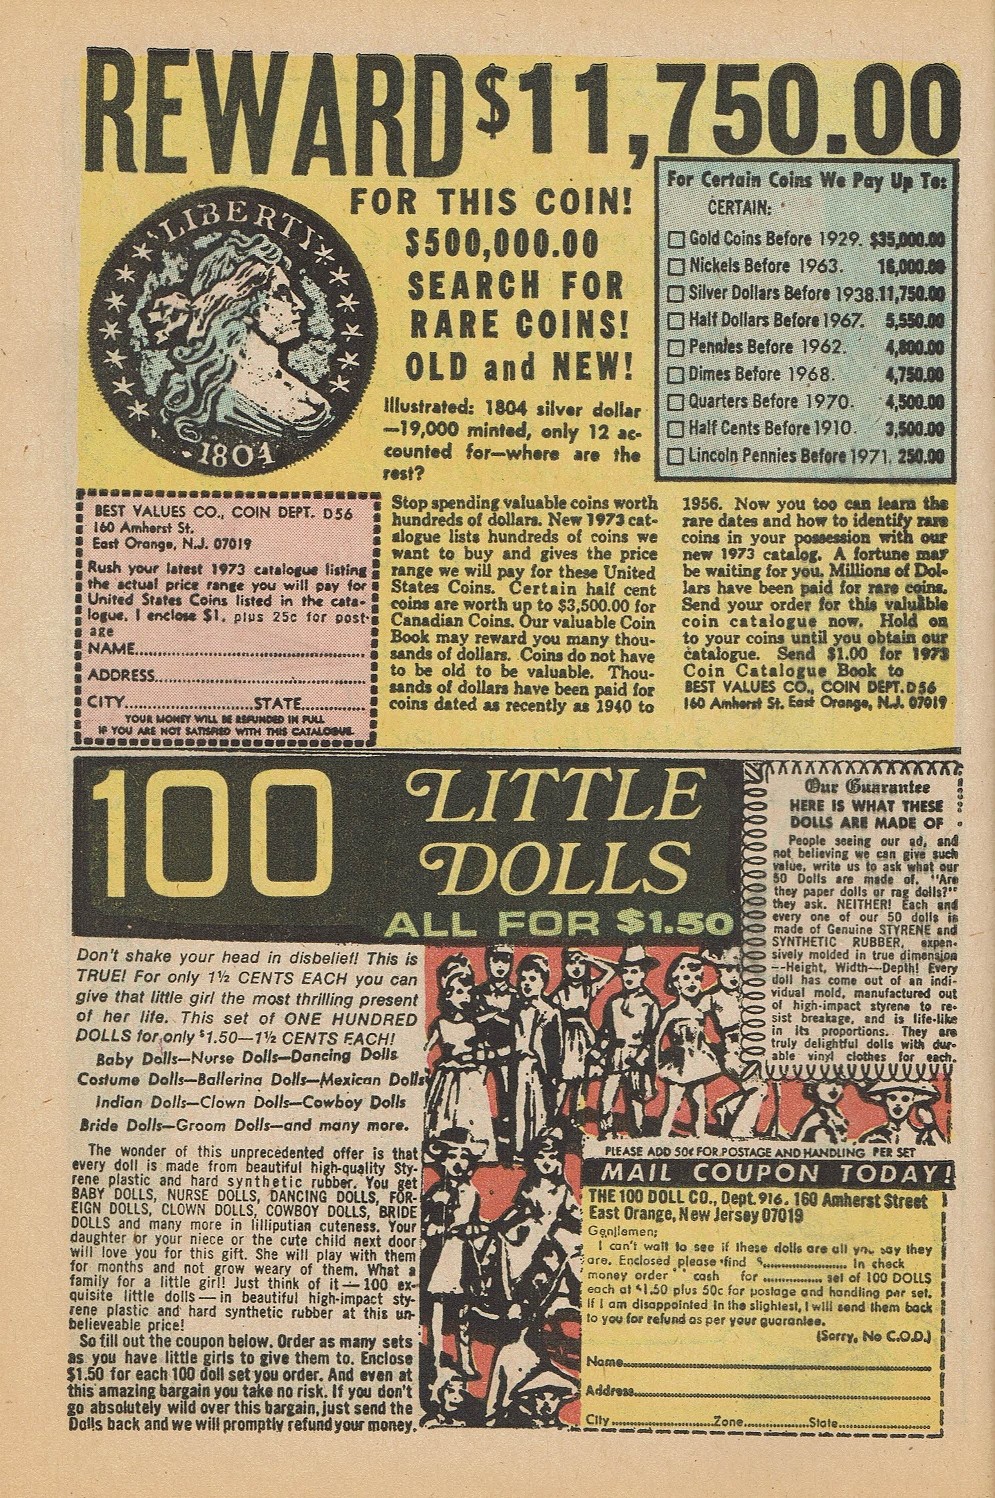 REWARD $11,750.00
FOR THIS COIN!
$500,000.00
SEARCH FOR
RARE COINS!
OLD and NEW!
Illustrated: 1804 silver dollar
—19,000 minted, only 12 ac-
counted for—where are the
rest?
LIBERTY
1804
For Certain Coins We Pay Up To:
CERTAIN:
Gold Coins Before 1929. $35,000.00
Nickels Before 1963. 16,000.00
Silver Dollars Before 1938. 11,750.00
Half Dollars Before 1967. 5,550.00
Pennies Before 1962. 4,800.00
Dimes Before 1968. 4,750.00
Quarters Before 1970. 4,500.00
Half Cents Before 1910. 3,500.00
Lincoln Pennies Before 1971. 250.00
BEST VALUES CO., COIN DEPT. D56
160 Amherst St.
East Orange, N.J. 07019
Rush your latest 1973 catalogue listing
the actual price range you will pay for
United States Coins listed in the cata-
logue. I enclose $1. plus 25c for post-
age
NAME
ADDRESS
CITY STATE
YOUR MONEY WILL BE REFUNDED IN FULL
IF YOU ARE NOT SATISFIED WITH THIS CATALOGUE.
Stop spending valuable coins worth
hundreds of dollars. New 1973 cat-
alogue lists hundreds of coins we
want to buy and gives the price
range we will pay for these United
States Coins. Certain half cent
coins are worth up to $3,500.00 for
Canadian Coins. Our valuable Coin
Book may reward you many thou-
sands of dollars. Coins do not have
to be old to be valuable. Thou-
sands of dollars have been paid for
coins dated as recently as 1940 to
1956. Now you too can learn the
rare dates and how to identify rare
coins in your possession with our
new 1973 catalog. A fortune may
be waiting for you. Millions of Dol-
lars have been paid for rare coins.
Send your order for this valuable
coin catalogue now. Hold on
to your coins until you obtain our
catalogue. Send $1.00 for 1973
Coin Catalogue Book to
BEST VALUES CO., COIN DEPT. D56
160 Amherst St. East Orange, N.J. 07019
100 LITTLE
DOLLS
ALL FOR $1.50
Don't shake your head in disbelief! This is
TRUE! For only 1½ CENTS EACH you can
give that little girl the most thrilling present
of her life. This set of ONE HUNDRED
DOLLS for only $1.50—1½ CENTS EACH!
Baby Dolls—Nurse Dolls—Dancing Dolls
Costume Dolls—Ballerina Dolls—Mexican Dolls
Indian Dolls—Clown Dolls—Cowboy Dolls
Bride Dolls—Groom Dolls—and many more.
The wonder of this unprecedented offer is that
every doll is made from beautiful high-quality Sty-
rene plastic and hard synthetic rubber. You get
BABY DOLLS, NURSE DOLLS, DANCING DOLLS, FOR-
EIGN DOLLS, CLOWN DOLLS, COWBOY DOLLS, BRIDE
DOLLS and many more in lilliputian cuteness. Your
daughter or your niece or the cute child next door
will love you for this gift. She will play with them
for months and not grow weary of them. What a
family for a little girl! Just think of it — 100 ex-
quisite little dolls — in beautiful high-impact sty-
rene plastic and hard synthetic rubber at this un-
believeable price!
So fill out the coupon below. Order as many sets
as you have little girls to give them to. Enclose
$1.50 for each 100 doll set you order. And even at
this amazing bargain you take no risk. If you don't
go absolutely wild over this bargain, just send the
Dolls back and we will promptly refund your money.
Our Guarantee
HERE IS WHAT THESE
DOLLS ARE MADE OF
People seeing our ad, and
not believing we can give such
value, write us to ask what our
50 Dolls are made of. "Are
they paper dolls or rag dolls?"
they ask. NEITHER! Each and
every one of our 50 dolls is
made of Genuine STYRENE and
SYNTHETIC RUBBER, expen-
sively molded in true dimension
--Height, Width—Depth! Every
doll has come out of an indi-
vidual mold, manufactured out
of high-impact styrene to re-
sist breakage, and is life-like
in its proportions. They are
truly delightful dolls with dur-
able vinyl clothes for each.
PLEASE ADD 50¢ FOR POSTAGE AND HANDLING PER SET
MAIL COUPON TODAY!
THE 100 DOLL CO., Dept. 916. 160 Amherst Street
East Orange, New Jersey 07019
Gentlemen;
I can't wait to see if these dolls are all you say they
are. Enclosed please find $ in check
money order cash for set of 100 DOLLS
each at $1.50 plus 50c for postage and handling per set.
If I am disappointed in the slightest, I will send them back
to you for refund as per your guarantee.
(Sorry, No C.O.D.)
Name
Address
City Zone State